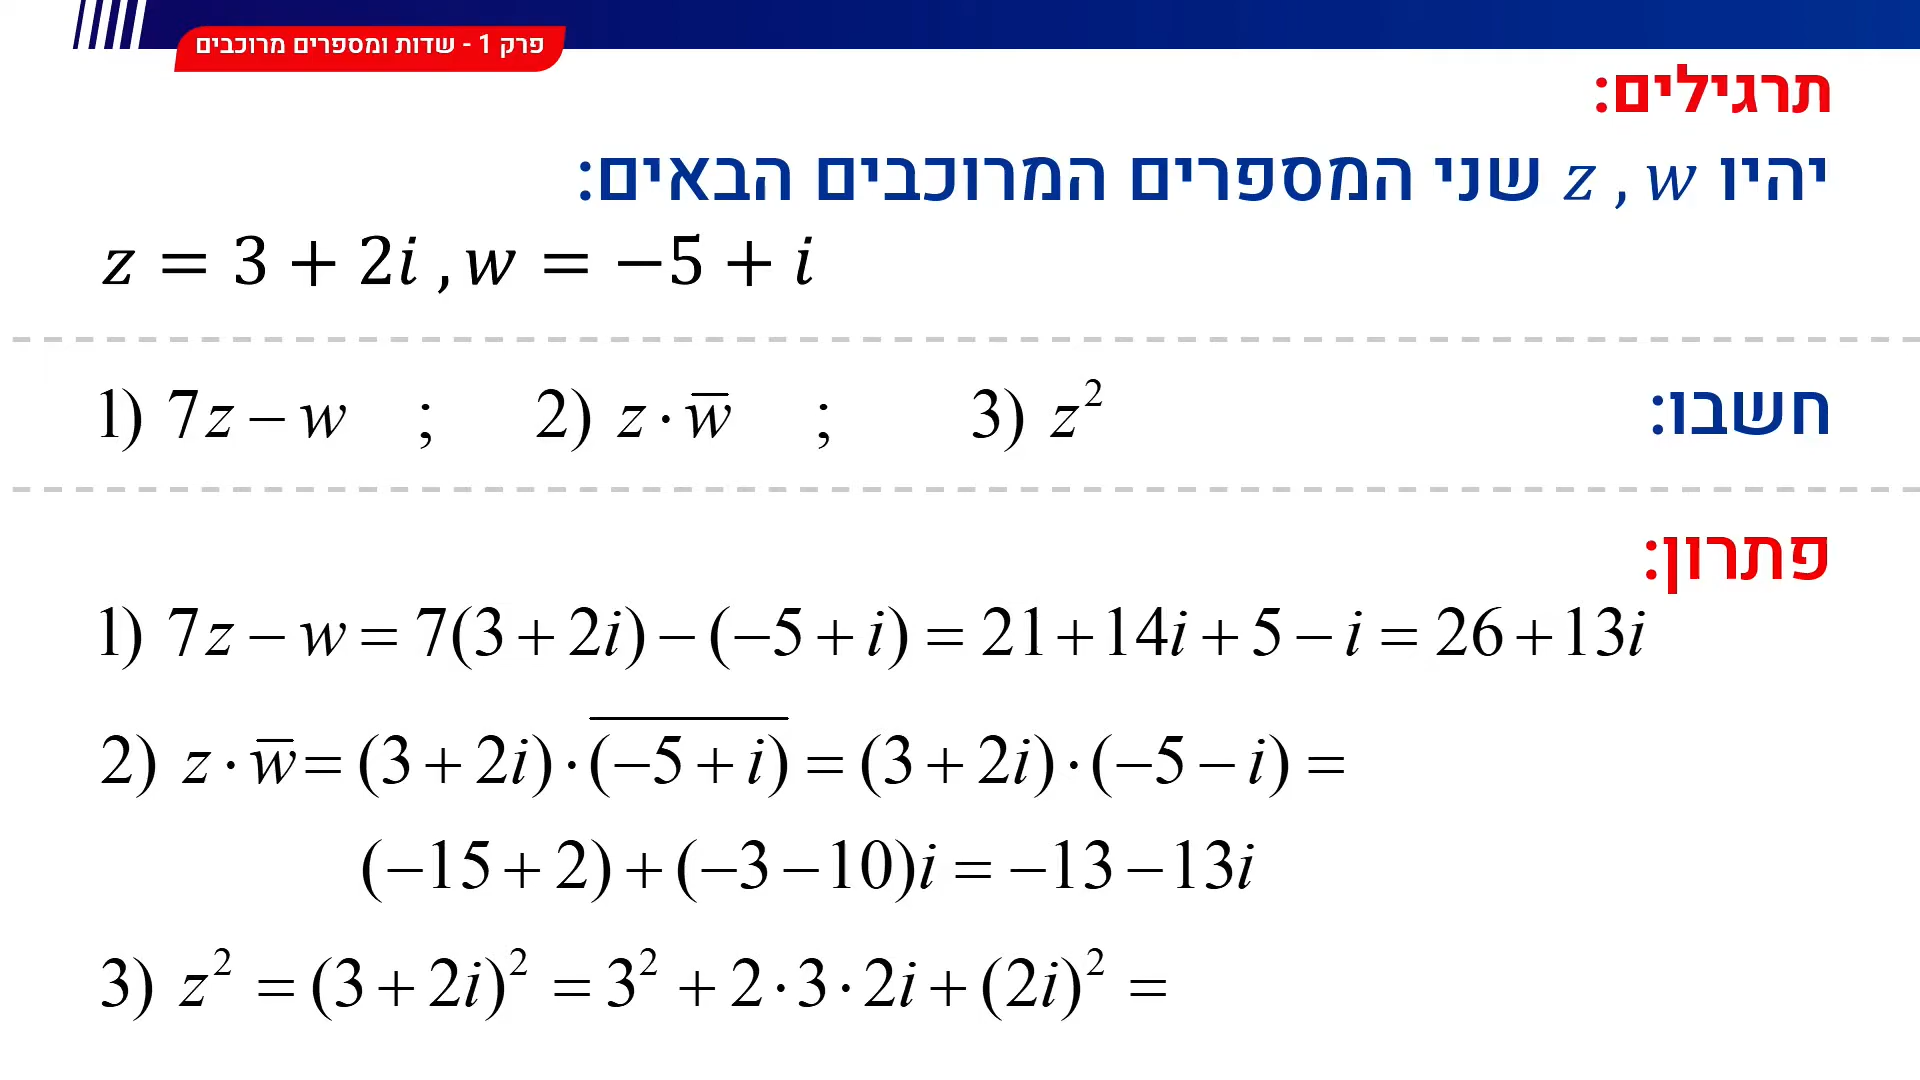 פרק 1 - שדות ומספרים מרוכבים
תרגילים:
יהיו z , w שני המספרים המרוכבים הבאים:
z = 3 + 2i , w = −5 + i
חשבו:
1) 7z − w ; 2) z · w̅ ; 3) z²
פתרון:
1) 7z − w = 7(3 + 2i) − (−5 + i) = 21 + 14i + 5 − i = 26 + 13i
2) z · w̅ = (3 + 2i) · \overline{(−5 + i)} = (3 + 2i) · (−5 − i) =
(−15 + 2) + (−3 − 10)i = −13 − 13i
3) z² = (3 + 2i)² = 3² + 2 · 3 · 2i + (2i)² =